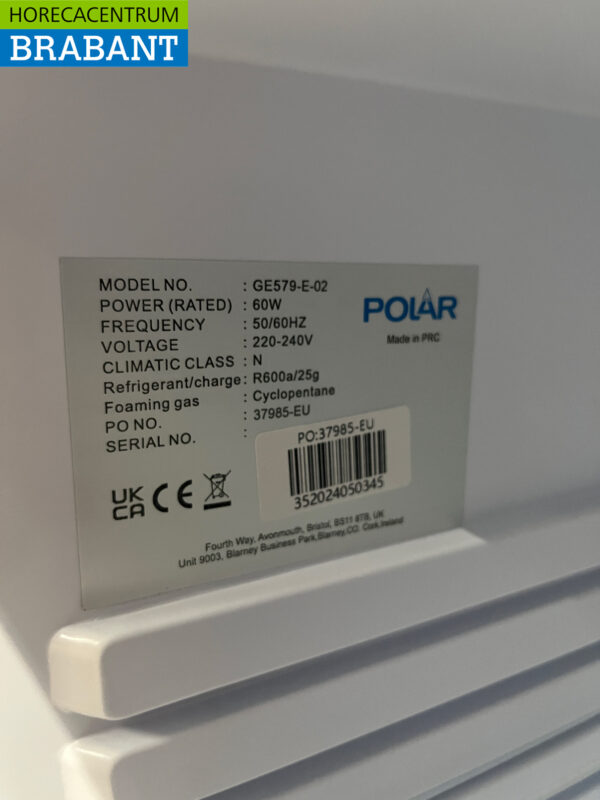 HORECACENTRUM
BRABANT
MODEL NO. : GE579-E-02
POWER (RATED) : 60W
FREQUENCY : 50/60HZ
VOLTAGE : 220-240V
CLIMATIC CLASS : N
Refrigerant/charge: R600a/25g
Foaming gas : Cyclopentane
PO NO. : 37985-EU
SERIAL NO. :
POLAR
Made in PRC
PO:37985-EU
352024050345
UK
CA
CE
Fourth Way, Avonmouth, Bristol, BS11 8TB, UK
Unit 9003, Blarney Business Park,Blarney,CO. Cork,Ireland